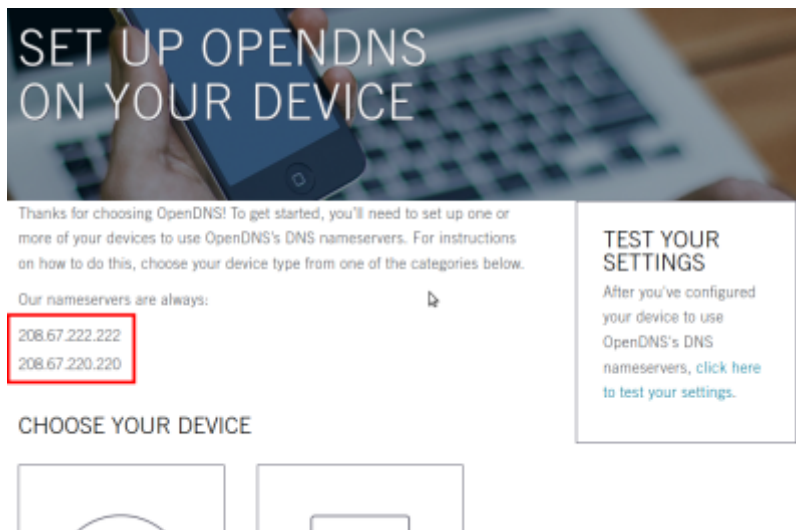 SET UP OPENDNS
ON YOUR DEVICE
Thanks for choosing OpenDNS! To get started, you'll need to set up one or
more of your devices to use OpenDNS's DNS nameservers. For instructions
on how to do this, choose your device type from one of the categories below.
Our nameservers are always:
208.67.222.222
208.67.220.220
CHOOSE YOUR DEVICE
TEST YOUR
SETTINGS
After you've configured
your device to use
OpenDNS's DNS
nameservers, click here
to test your settings.